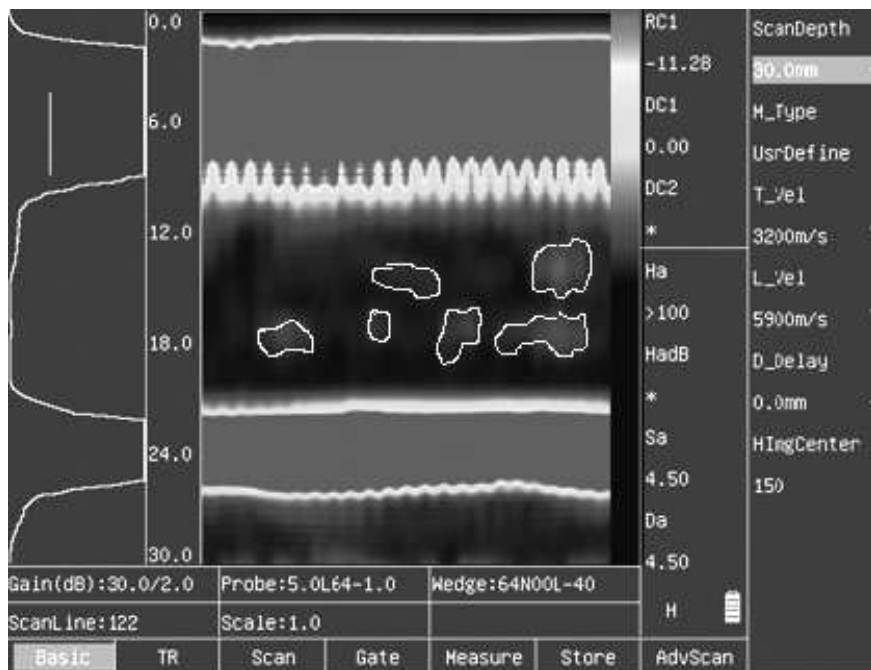 0.0
6.0
12.0
18.0
24.0
30.0
RC1
-11.28
DC1
0.00
DC2
*
Ha
>100
HadB
*
Sa
4.50
Da
4.50
H
ScanDepth
30.0mm
M_Type
UsrDefine
T_Vel
3200m/s
L_Vel
5900m/s
D_Delay
0.0mm
HImgCenter
150
Gain(dB):30.0/2.0 Probe:5.0L64-1.0 Wedge:64N00L-40
ScanLine:122 Scale:1.0
Basic TR Scan Gate Measure Store AdvScan